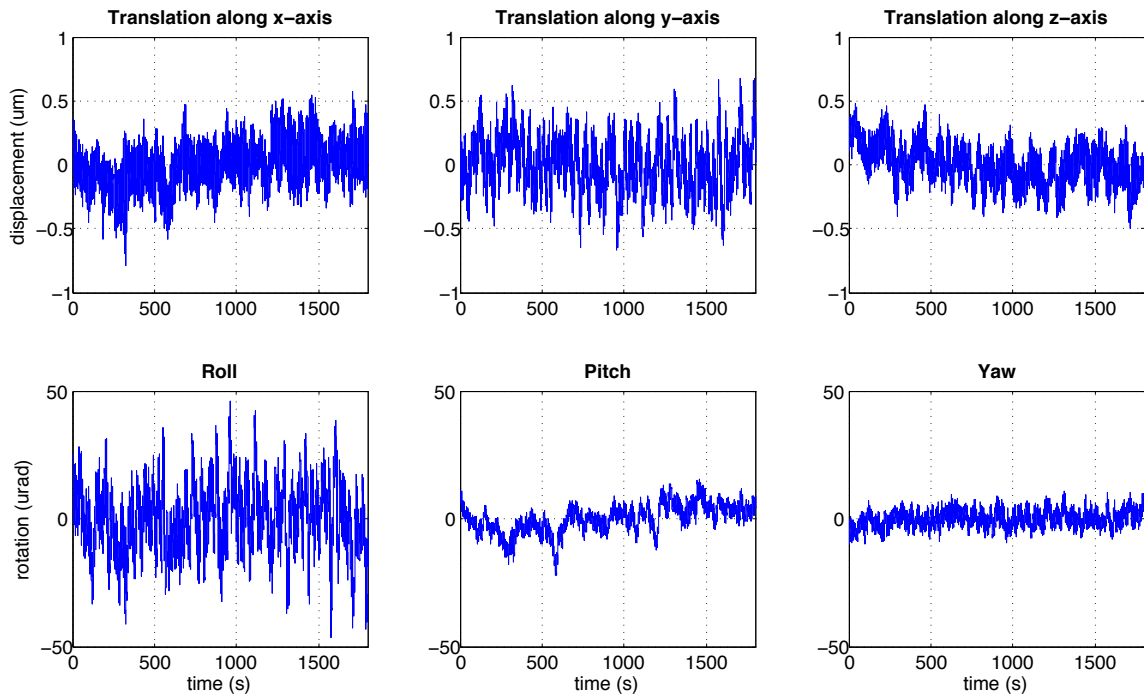 Translation along x−axis
Translation along y−axis
Translation along z−axis
displacement (um)
1
0.5
0
−0.5
−1
0 500 1000 1500
1
0.5
0
−0.5
−1
0 500 1000 1500
1
0.5
0
−0.5
−1
0 500 1000 1500
Roll
Pitch
Yaw
rotation (urad)
50
0
−50
0 500 1000 1500
time (s)
50
0
−50
0 500 1000 1500
time (s)
50
0
−50
0 500 1000 1500
time (s)